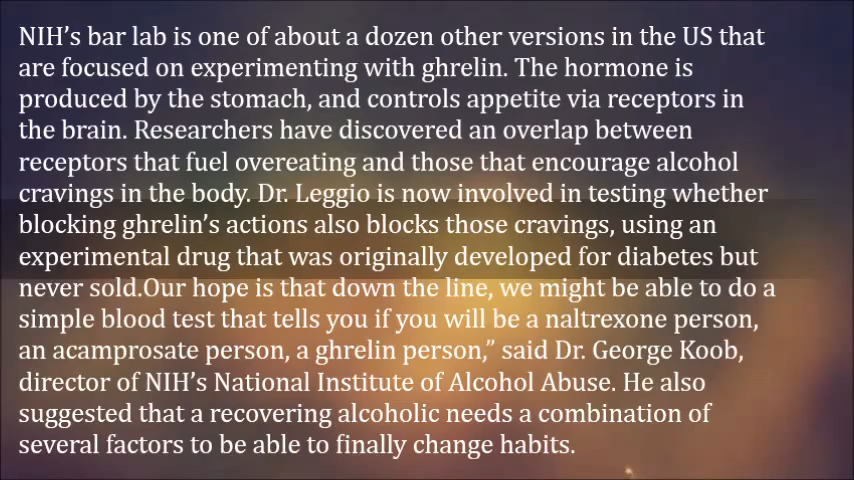 NIH’s bar lab is one of about a dozen other versions in the US that
are focused on experimenting with ghrelin. The hormone is
produced by the stomach, and controls appetite via receptors in
the brain. Researchers have discovered an overlap between
receptors that fuel overeating and those that encourage alcohol
cravings in the body. Dr. Leggio is now involved in testing whether
blocking ghrelin’s actions also blocks those cravings, using an
experimental drug that was originally developed for diabetes but
never sold.Our hope is that down the line, we might be able to do a
simple blood test that tells you if you will be a naltrexone person,
an acamprosate person, a ghrelin person,” said Dr. George Koob,
director of NIH’s National Institute of Alcohol Abuse. He also
suggested that a recovering alcoholic needs a combination of
several factors to be able to finally change habits.